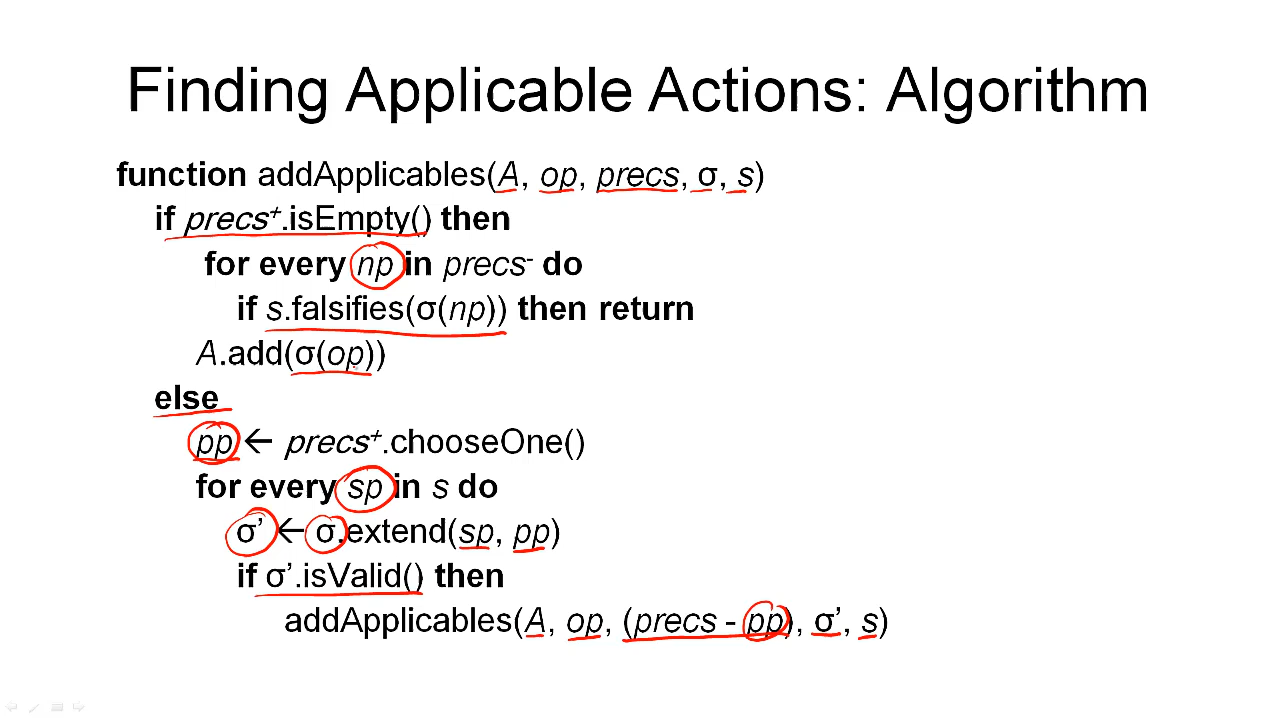 Finding Applicable Actions: Algorithm
function addApplicables(A, op, precs, σ, s)
if precs⁺.isEmpty() then
for every np in precs⁻ do
if s.falsifies(σ(np)) then return
A.add(σ(op))
else
pp ← precs⁺.chooseOne()
for every sp in s do
σ’ ← σ.extend(sp, pp)
if σ’.isValid() then
addApplicables(A, op, (precs - pp), σ’, s)